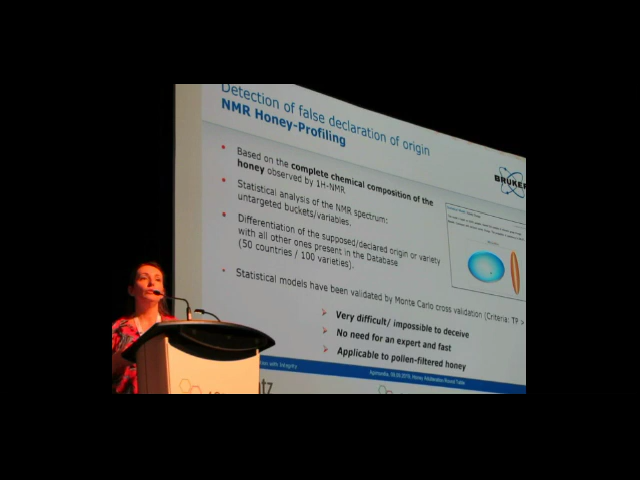 Detection of false declaration of origin
NMR Honey-Profiling
BRUKER
Based on the complete chemical composition of the
honey observed by 1H-NMR.
Statistical analysis of the NMR spectrum:
untargeted buckets/variables.
Differentiation of the supposed/declared origin or variety
with all other ones present in the Database
(50 countries / 100 varieties).
Statistical models have been validated by Monte Carlo cross validation (Criteria: TP >
Very difficult/ impossible to deceive
No need for an expert and fast
Applicable to pollen-filtered honey
with Integrity